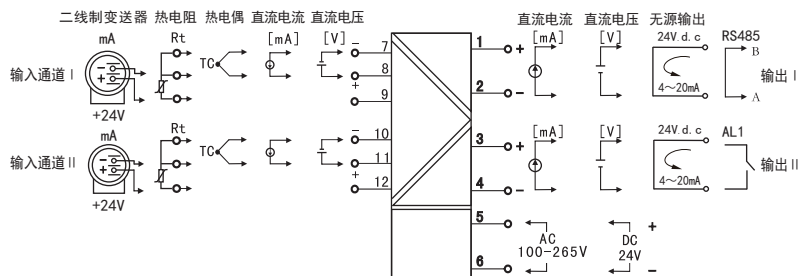 二线制变送器 热电阻 热电偶 直流电流 直流电压 直流电流 直流电压 无源输出
mA Rt [mA] [V] [mA] [V] 24V.d.c RS485
输入通道Ⅰ - + TC - 7 1 + B 输出Ⅰ
8 4～20mA A
+ 9 2 -
+24V
mA Rt [mA] [V] 10 3 + [mA] [V] 24V.d.c AL1
输入通道Ⅱ - + TC - 11 4～20mA 输出Ⅱ
+ 12 4 -
+24V
5 +
AC 100-265V DC 24V
6 -